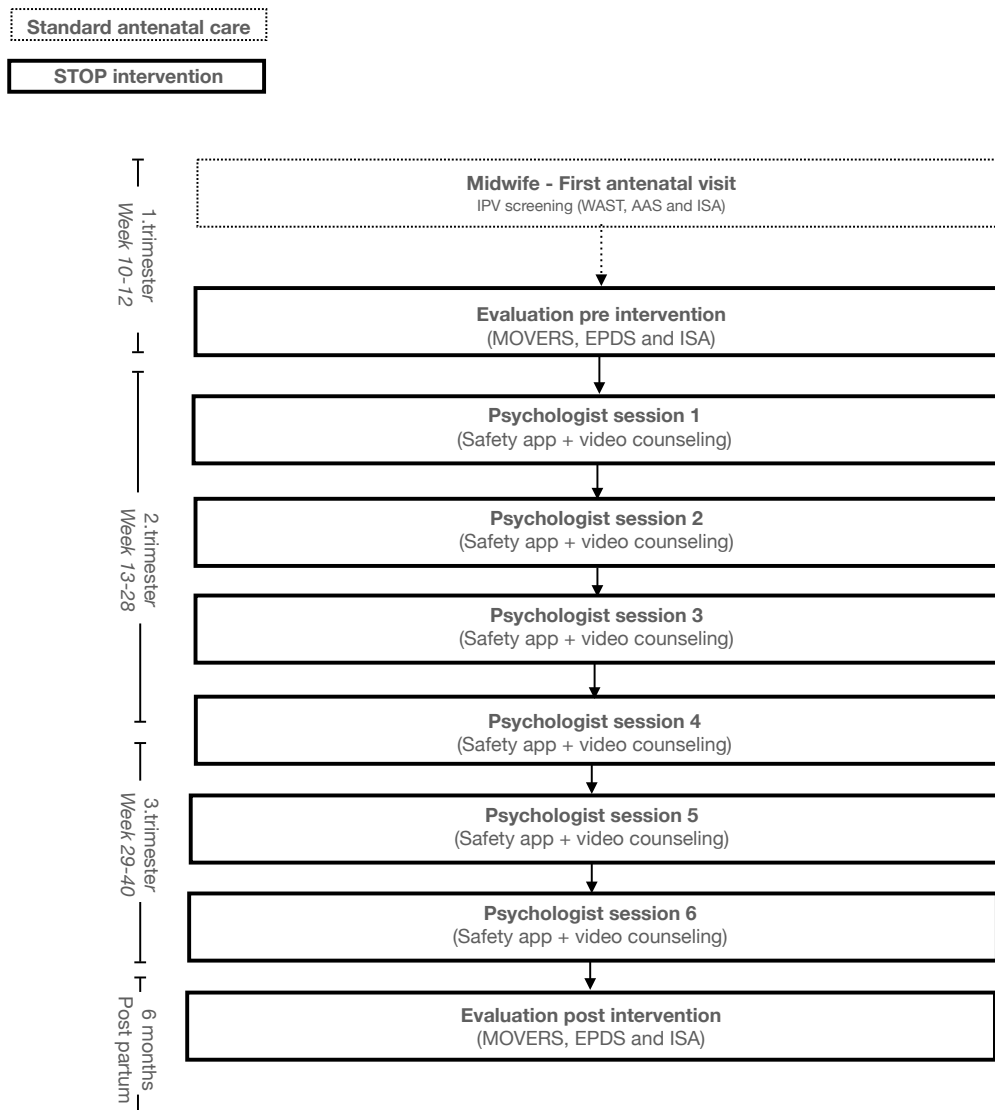 Standard antenatal care
STOP intervention
1.trimester
Week 10-12
Midwife - First antenatal visit
IPV screening (WAST, AAS and ISA)
Evaluation pre intervention
(MOVERS, EPDS and ISA)
2.trimester
Week 13-28
Psychologist session 1
(Safety app + video counseling)
Psychologist session 2
(Safety app + video counseling)
Psychologist session 3
(Safety app + video counseling)
Psychologist session 4
(Safety app + video counseling)
3.trimester
Week 29-40
Psychologist session 5
(Safety app + video counseling)
Psychologist session 6
(Safety app + video counseling)
6 months
Post partum
Evaluation post intervention
(MOVERS, EPDS and ISA)